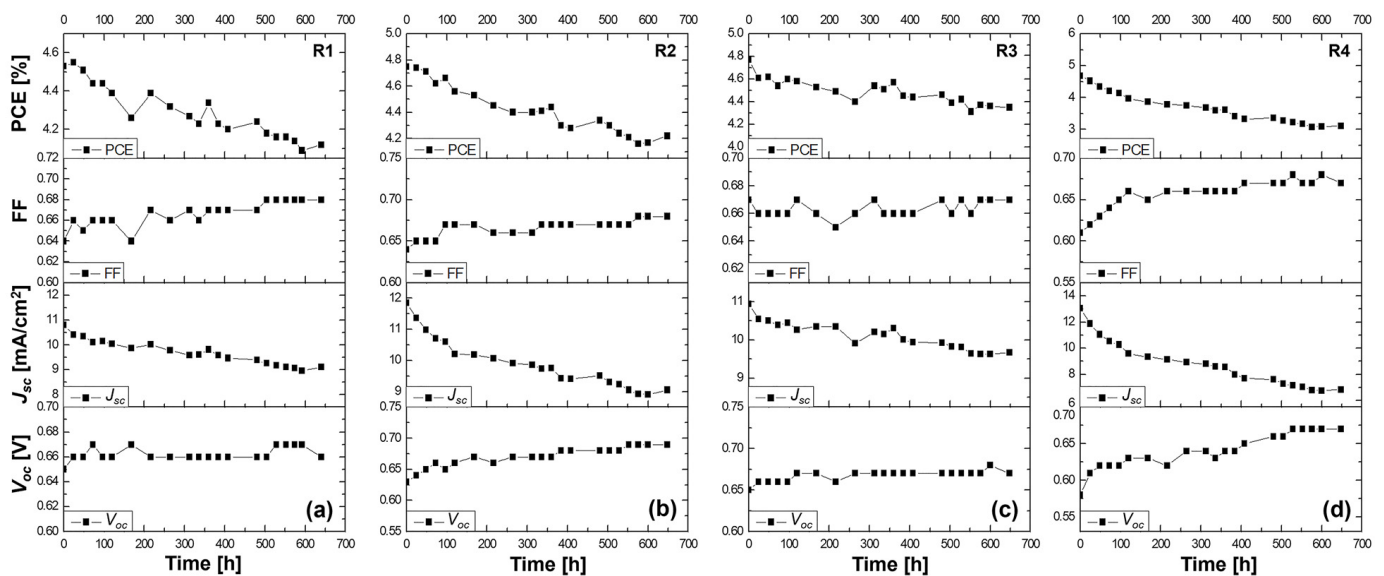 0 100 200 300 400 500 600 700
0 100 200 300 400 500 600 700
0 100 200 300 400 500 600 700
0 100 200 300 400 500 600 700
R1
PCE [%]
4.6
4.4
4.2
PCE
0.72
FF
0.70
0.68
0.66
0.64
0.62
FF
0.60
Jsc [mA/cm²]
12
11
10
9
8
Jsc
0.70
Voc [V]
0.68
0.66
0.64
0.62
0.60
Voc
(a)
0 100 200 300 400 500 600 700
Time [h]
R2
5.0
4.8
4.6
4.4
4.2
PCE
0.75
0.70
0.65
FF
0.60
12
11
10
9
Jsc
0.75
0.70
0.65
0.60
0.55
Voc
(b)
0 100 200 300 400 500 600 700
Time [h]
R3
5.0
4.8
4.6
4.4
4.2
4.0
PCE
0.70
0.68
0.66
0.64
0.62
FF
11
10
9
Jsc
0.75
0.70
0.65
0.60
Voc
(c)
0 100 200 300 400 500 600 700
Time [h]
R4
6
5
4
3
PCE
0.70
0.65
0.60
FF
0.55
14
12
10
8
6
Jsc
0.70
0.65
0.60
0.55
Voc
(d)
0 100 200 300 400 500 600 700
Time [h]